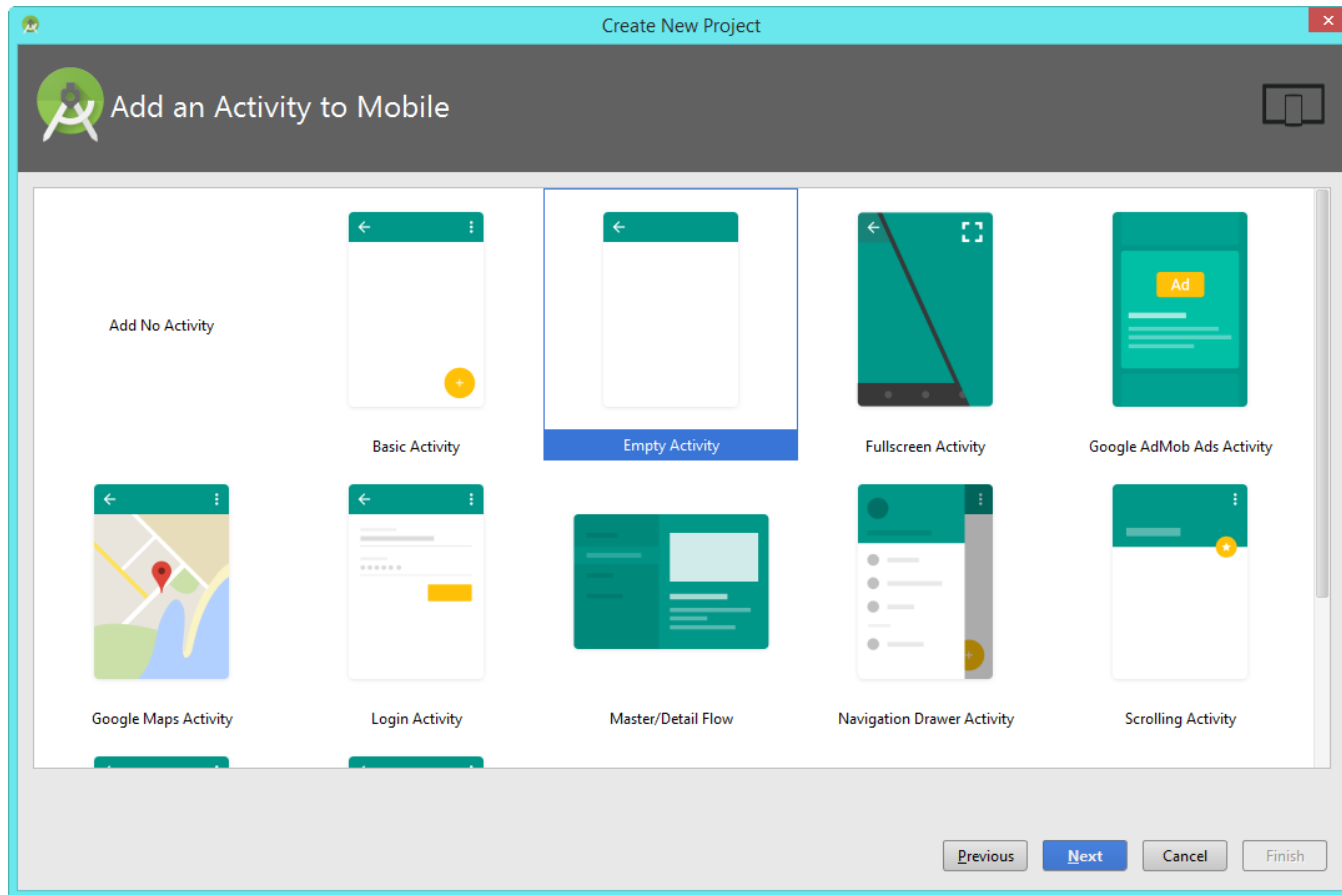 Create New Project
Add an Activity to Mobile
Add No Activity
Ad
Basic Activity
Empty Activity
Fullscreen Activity
Google AdMob Ads Activity
Google Maps Activity
Login Activity
Master/Detail Flow
Navigation Drawer Activity
Scrolling Activity
Previous
Next
Cancel
Finish